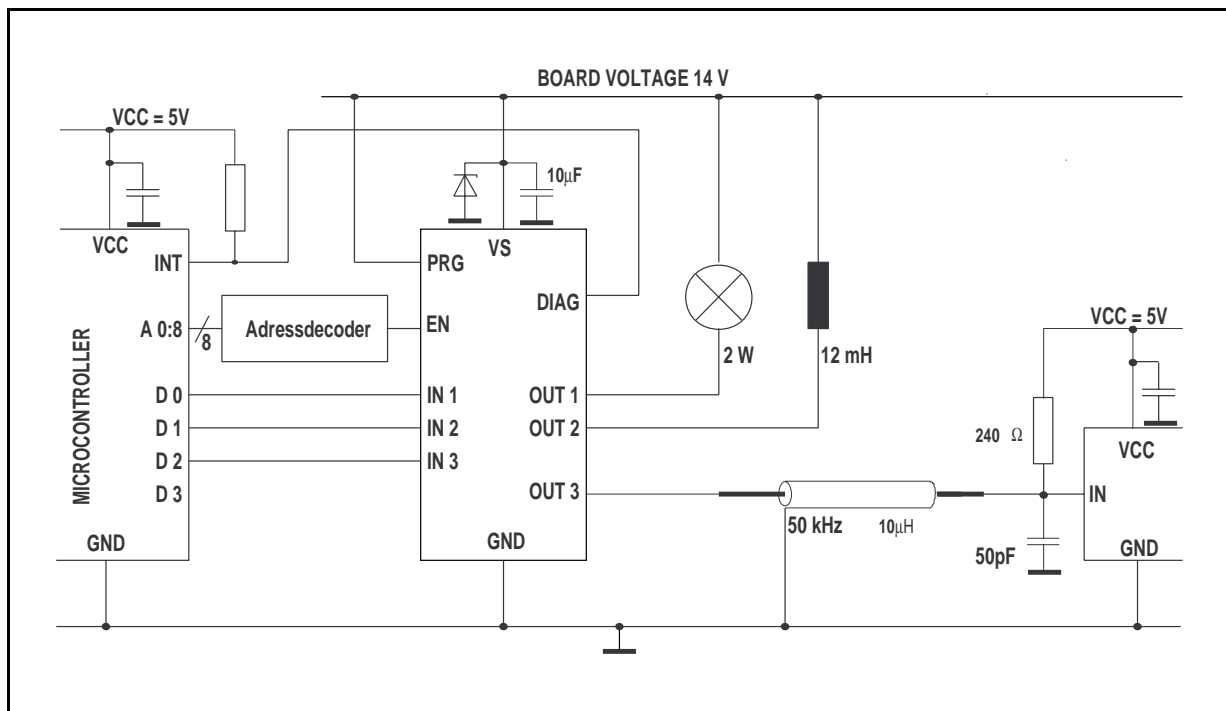 BOARD VOLTAGE 14 V
VCC = 5V
10µF
VCC
VS
INT
PRG
DIAG
A 0:8
8
Adressdecoder
EN
VCC = 5V
2 W
12 mH
MICROCONTROLLER
D 0
IN 1
OUT 1
D 1
IN 2
OUT 2
240 Ω
VCC
D 2
IN 3
D 3
OUT 3
IN
50 kHz
10µH
GND
GND
50pF
GND